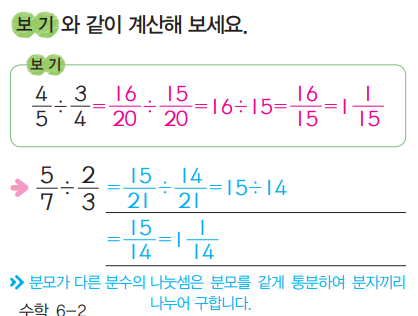 보기와 같이 계산해 보세요.
보기
4/5 ÷ 3/4 = 16/20 ÷ 15/20 = 16÷15 = 16/15 = 1 1/15
5/7 ÷ 2/3 = 15/21 ÷ 14/21 = 15÷14
= 15/14 = 1 1/14
분모가 다른 분수의 나눗셈은 분모를 같게 통분하여 분자끼리
나누어 구합니다.
수학 6-2